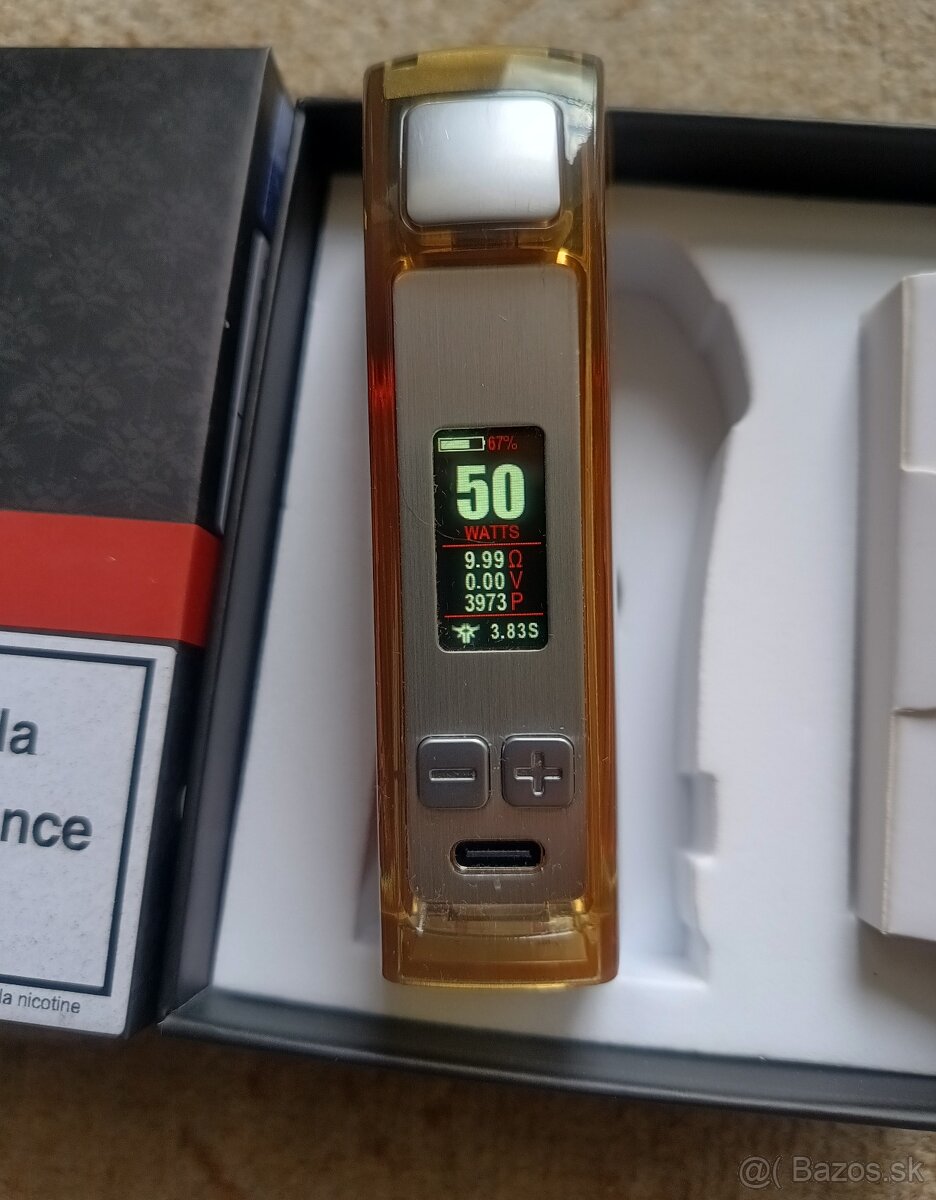 67%
50
WATTS
9.99 Ω
0.00 V
3973 P
3.83S
la
nce
la nicotine
@( Bazos.sk